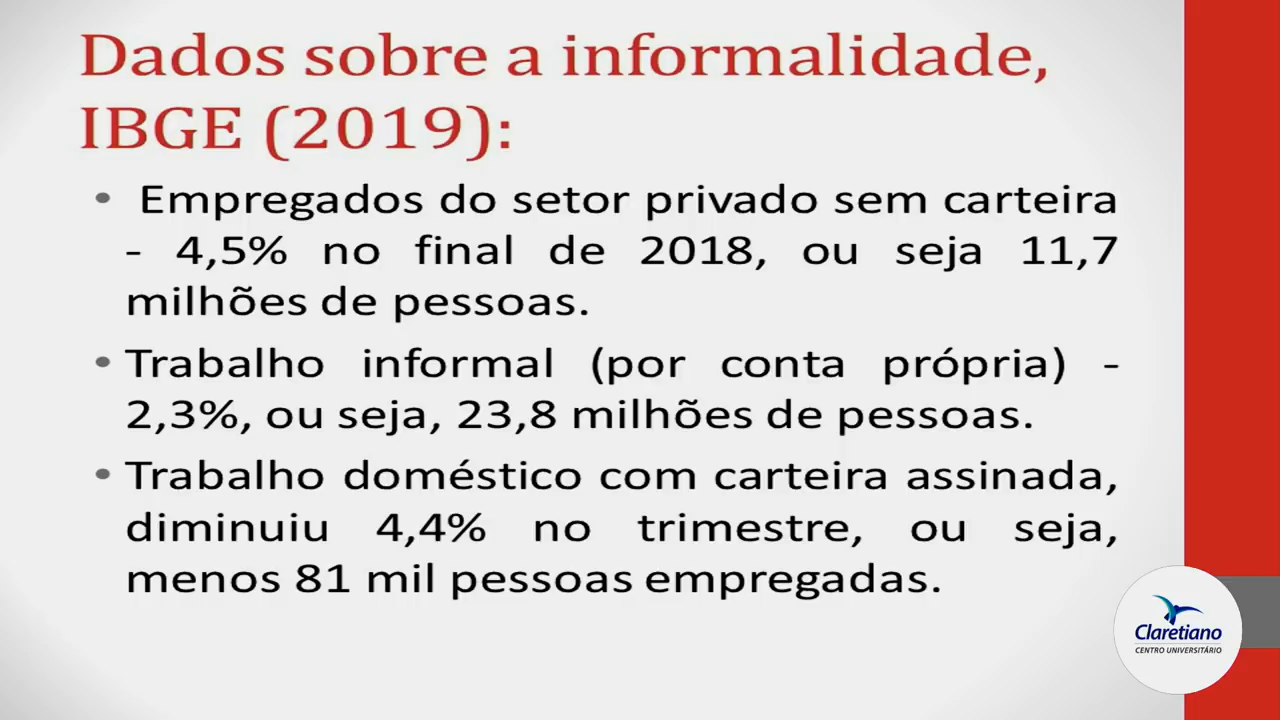 Dados sobre a informalidade,
IBGE (2019):
• Empregados do setor privado sem carteira
- 4,5% no final de 2018, ou seja 11,7
milhões de pessoas.
• Trabalho informal (por conta própria) -
2,3%, ou seja, 23,8 milhões de pessoas.
• Trabalho doméstico com carteira assinada,
diminuiu 4,4% no trimestre, ou seja,
menos 81 mil pessoas empregadas.
Claretiano
CENTRO UNIVERSITÁRIO